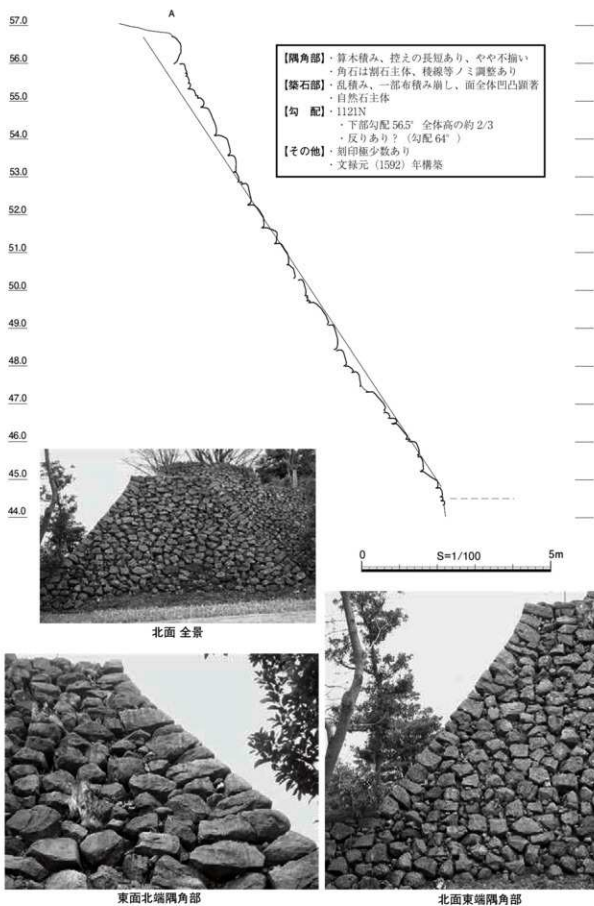 A
57.0
56.0
55.0
54.0
53.0
52.0
51.0
50.0
49.0
48.0
47.0
46.0
45.0
44.0
【隅角部】・算木積み、控えの長短あり、やや不揃い
・角石は割石主体、稜線等ノミ調整あり
【築石部】・乱積み、一部布積み崩し、面全体凹凸顕著
・自然石主体
【勾　配】・1121N
・下部勾配 56.5° 全体高の約 2/3
・反りあり？（勾配 64°）
【その他】・刻印極少数あり
・文禄元（1592）年構築
0 S=1/100 5m
北面 全景
東面北端隅角部
北面東端隅角部